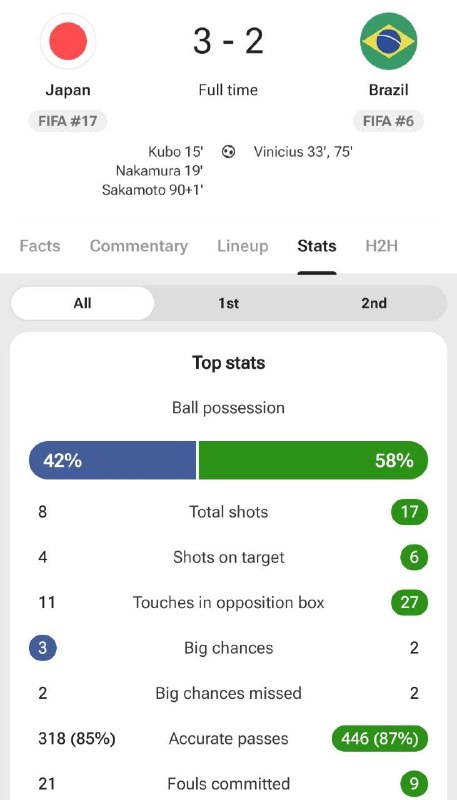 3 - 2
Japan Full time Brazil
FIFA #17 FIFA #6
Kubo 15' Vinicius 33', 75'
Nakamura 19'
Sakamoto 90+1'
Facts Commentary Lineup Stats H2H
All 1st 2nd
Top stats
Ball possession
42% 58%
8 Total shots 17
4 Shots on target 6
11 Touches in opposition box 27
3 Big chances 2
2 Big chances missed 2
318 (85%) Accurate passes 446 (87%)
21 Fouls committed 9